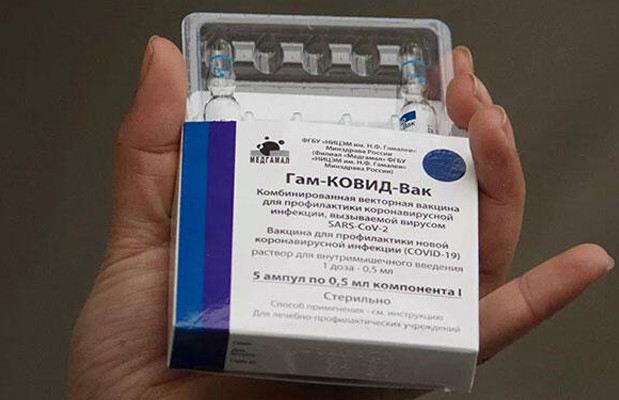 МЕДГАМАЛ
ФГБУ «НИЦЭМ им. Н.Ф. Гамалеи»
Минздрава России
(Филиал «Медгамал» ФГБУ
«НИЦЭМ им. Н.Ф. Гамалеи»
Минздрава России)
Гам-КОВИД-Вак
Комбинированная векторная вакцина
для профилактики коронавирусной
инфекции, вызываемой вирусом
SARS-CoV-2
Вакцина для профилактики новой
коронавирусной инфекции (COVID-19)
раствор для внутримышечного введения
1 доза - 0,5 мл
5 ампул по 0,5 мл компонента I
Стерильно
Способ применения - см. инструкцию
Для лечебно-профилактических учреждений